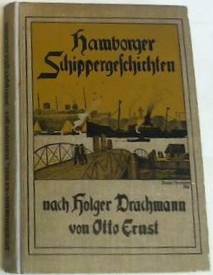 Hamborger
Schippergeschichten
nach Holger Drachmann
von Otto Ernst